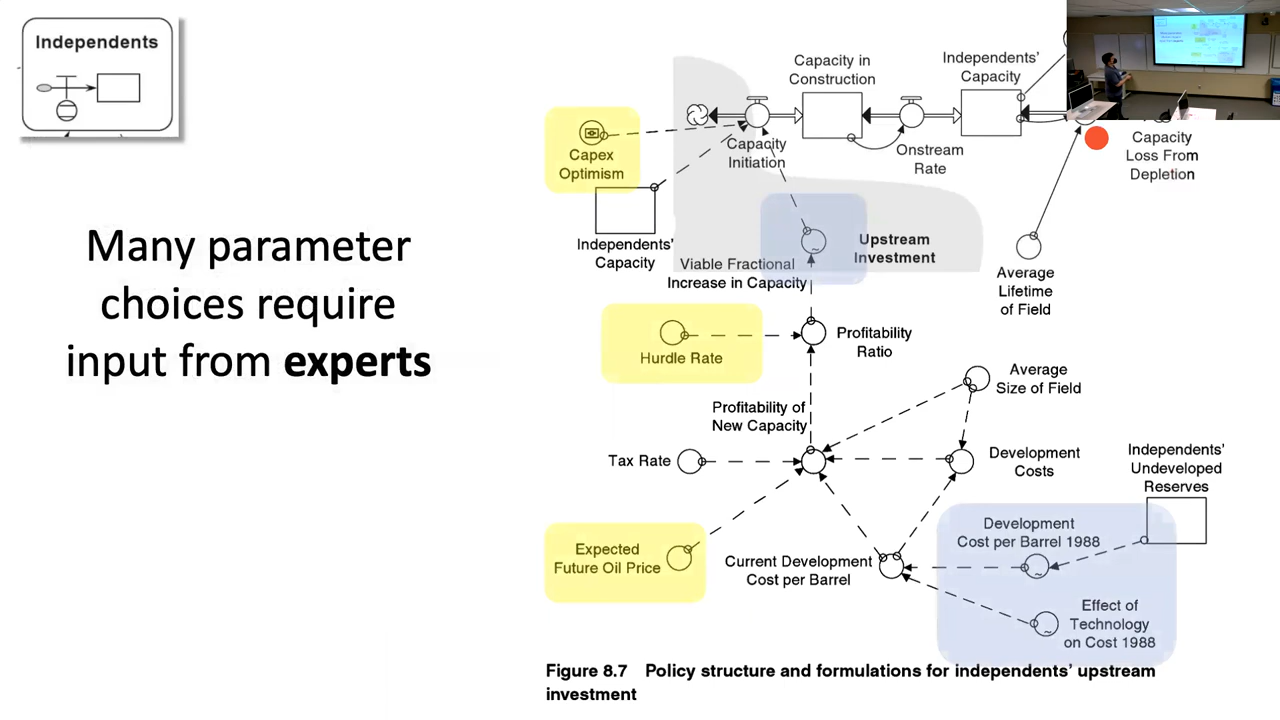 Independents
Many parameter
choices require
input from experts
Capacity in
Construction
Independents'
Capacity
Capex
Optimism
Capacity
Initiation
Onstream
Rate
Capacity
Loss From
Depletion
Independents'
Capacity
Upstream
Investment
Viable Fractional
Increase in Capacity
Average
Lifetime
of Field
Hurdle Rate
Profitability
Ratio
Average
Size of Field
Profitability of
New Capacity
Tax Rate
Development
Costs
Independents'
Undeveloped
Reserves
Expected
Future Oil Price
Current Development
Cost per Barrel
Development
Cost per Barrel 1988
Effect of
Technology
on Cost 1988
Figure 8.7 Policy structure and formulations for independents' upstream
investment